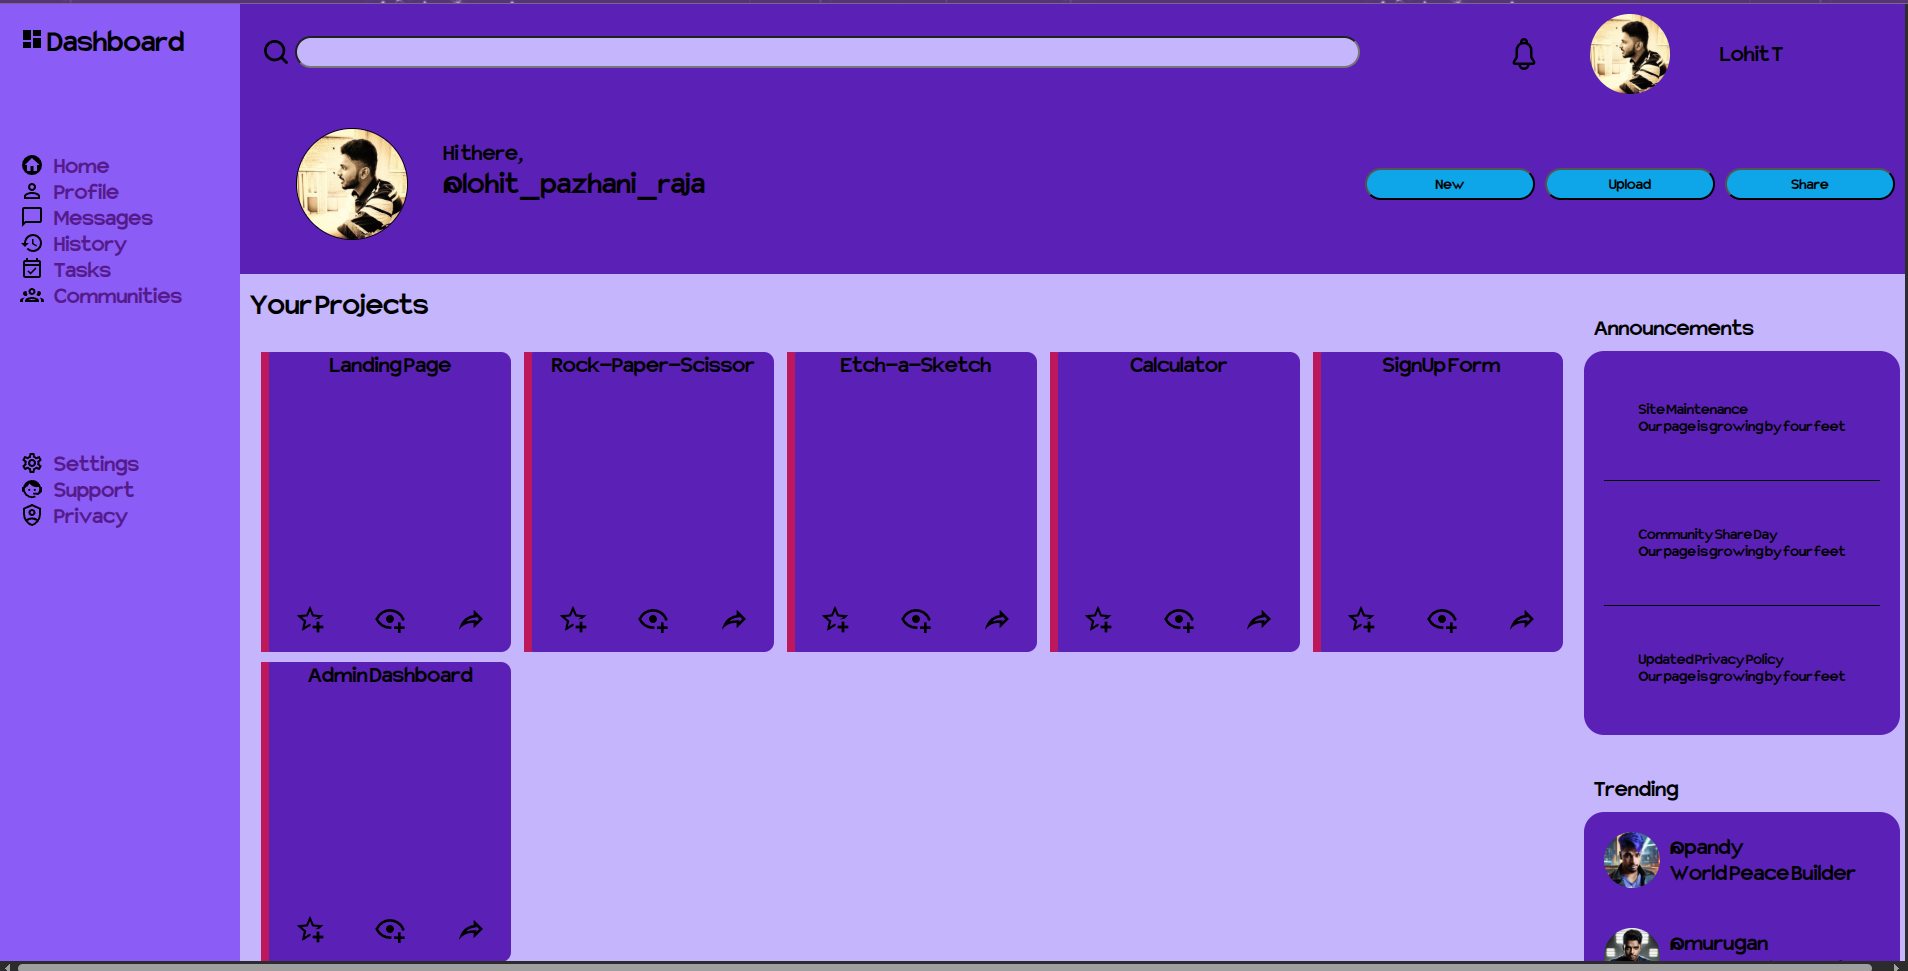 Dashboard
Lohit T
Home
Profile
Messages
History
Tasks
Communities
Settings
Support
Privacy
Hi there,
@lohit_pazhani_raja
New
Upload
Share
Your Projects
Landing Page
Rock-Paper-Scissor
Etch-a-Sketch
Calculator
SignUp Form
Admin Dashboard
Announcements
Site Maintenance
Our page is growing by four feet
Community Share Day
Our page is growing by four feet
Updated Privacy Policy
Our page is growing by four feet
Trending
@pandy
World Peace Builder
@murugan